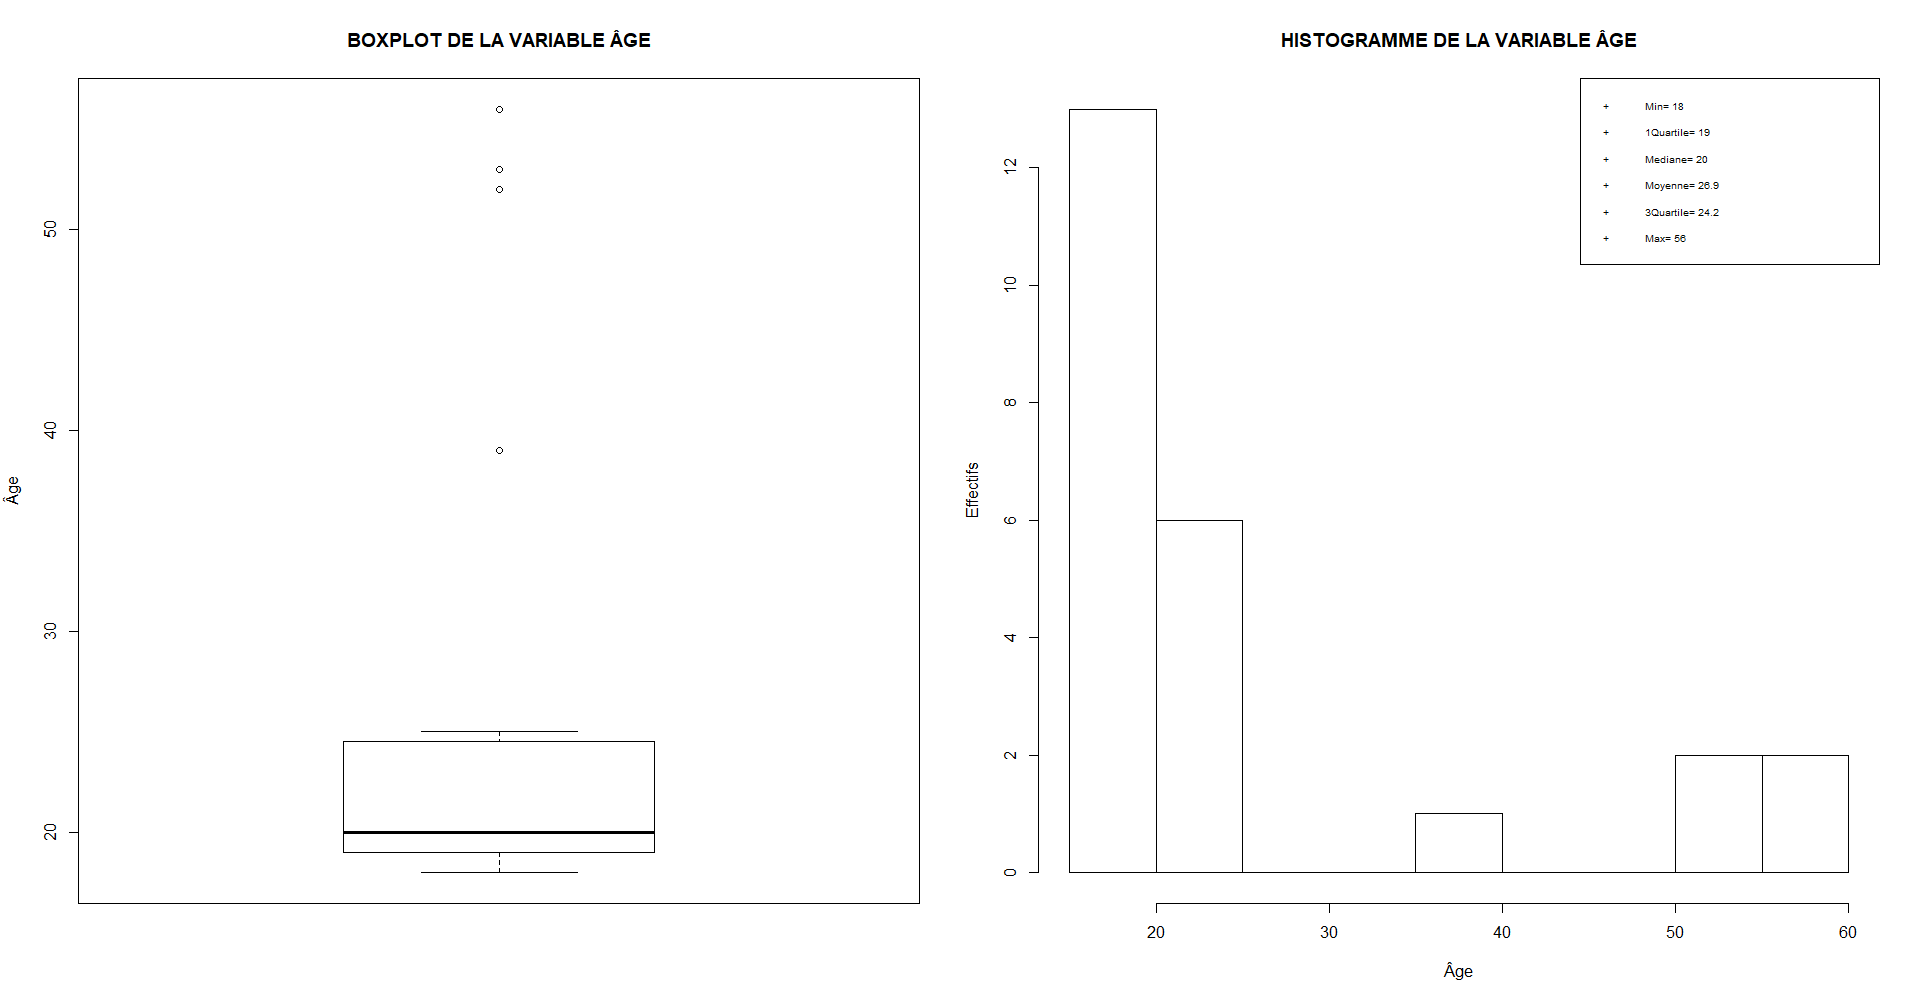 BOXPLOT DE LA VARIABLE ÂGE
Âge
50
40
30
20
HISTOGRAMME DE LA VARIABLE ÂGE
+ Min= 18
+ 1Quartile= 19
+ Mediane= 20
+ Moyenne= 26.9
+ 3Quartile= 24.2
+ Max= 56
Effectifs
12
10
8
6
4
2
0
20 30 40 50 60
Âge